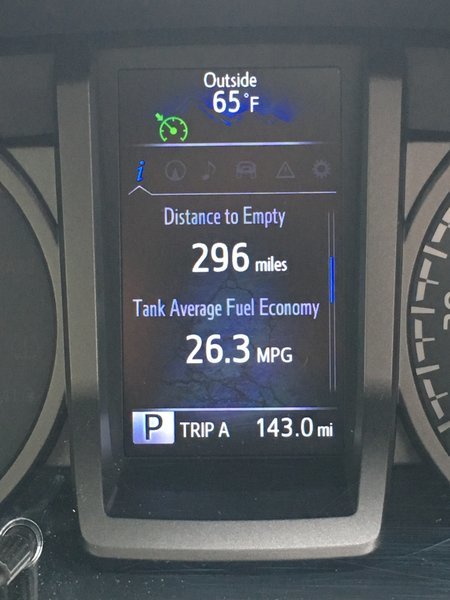 Outside
65°F
i
Distance to Empty
296 miles
Tank Average Fuel Economy
26.3 MPG
P TRIP A 143.0 mi